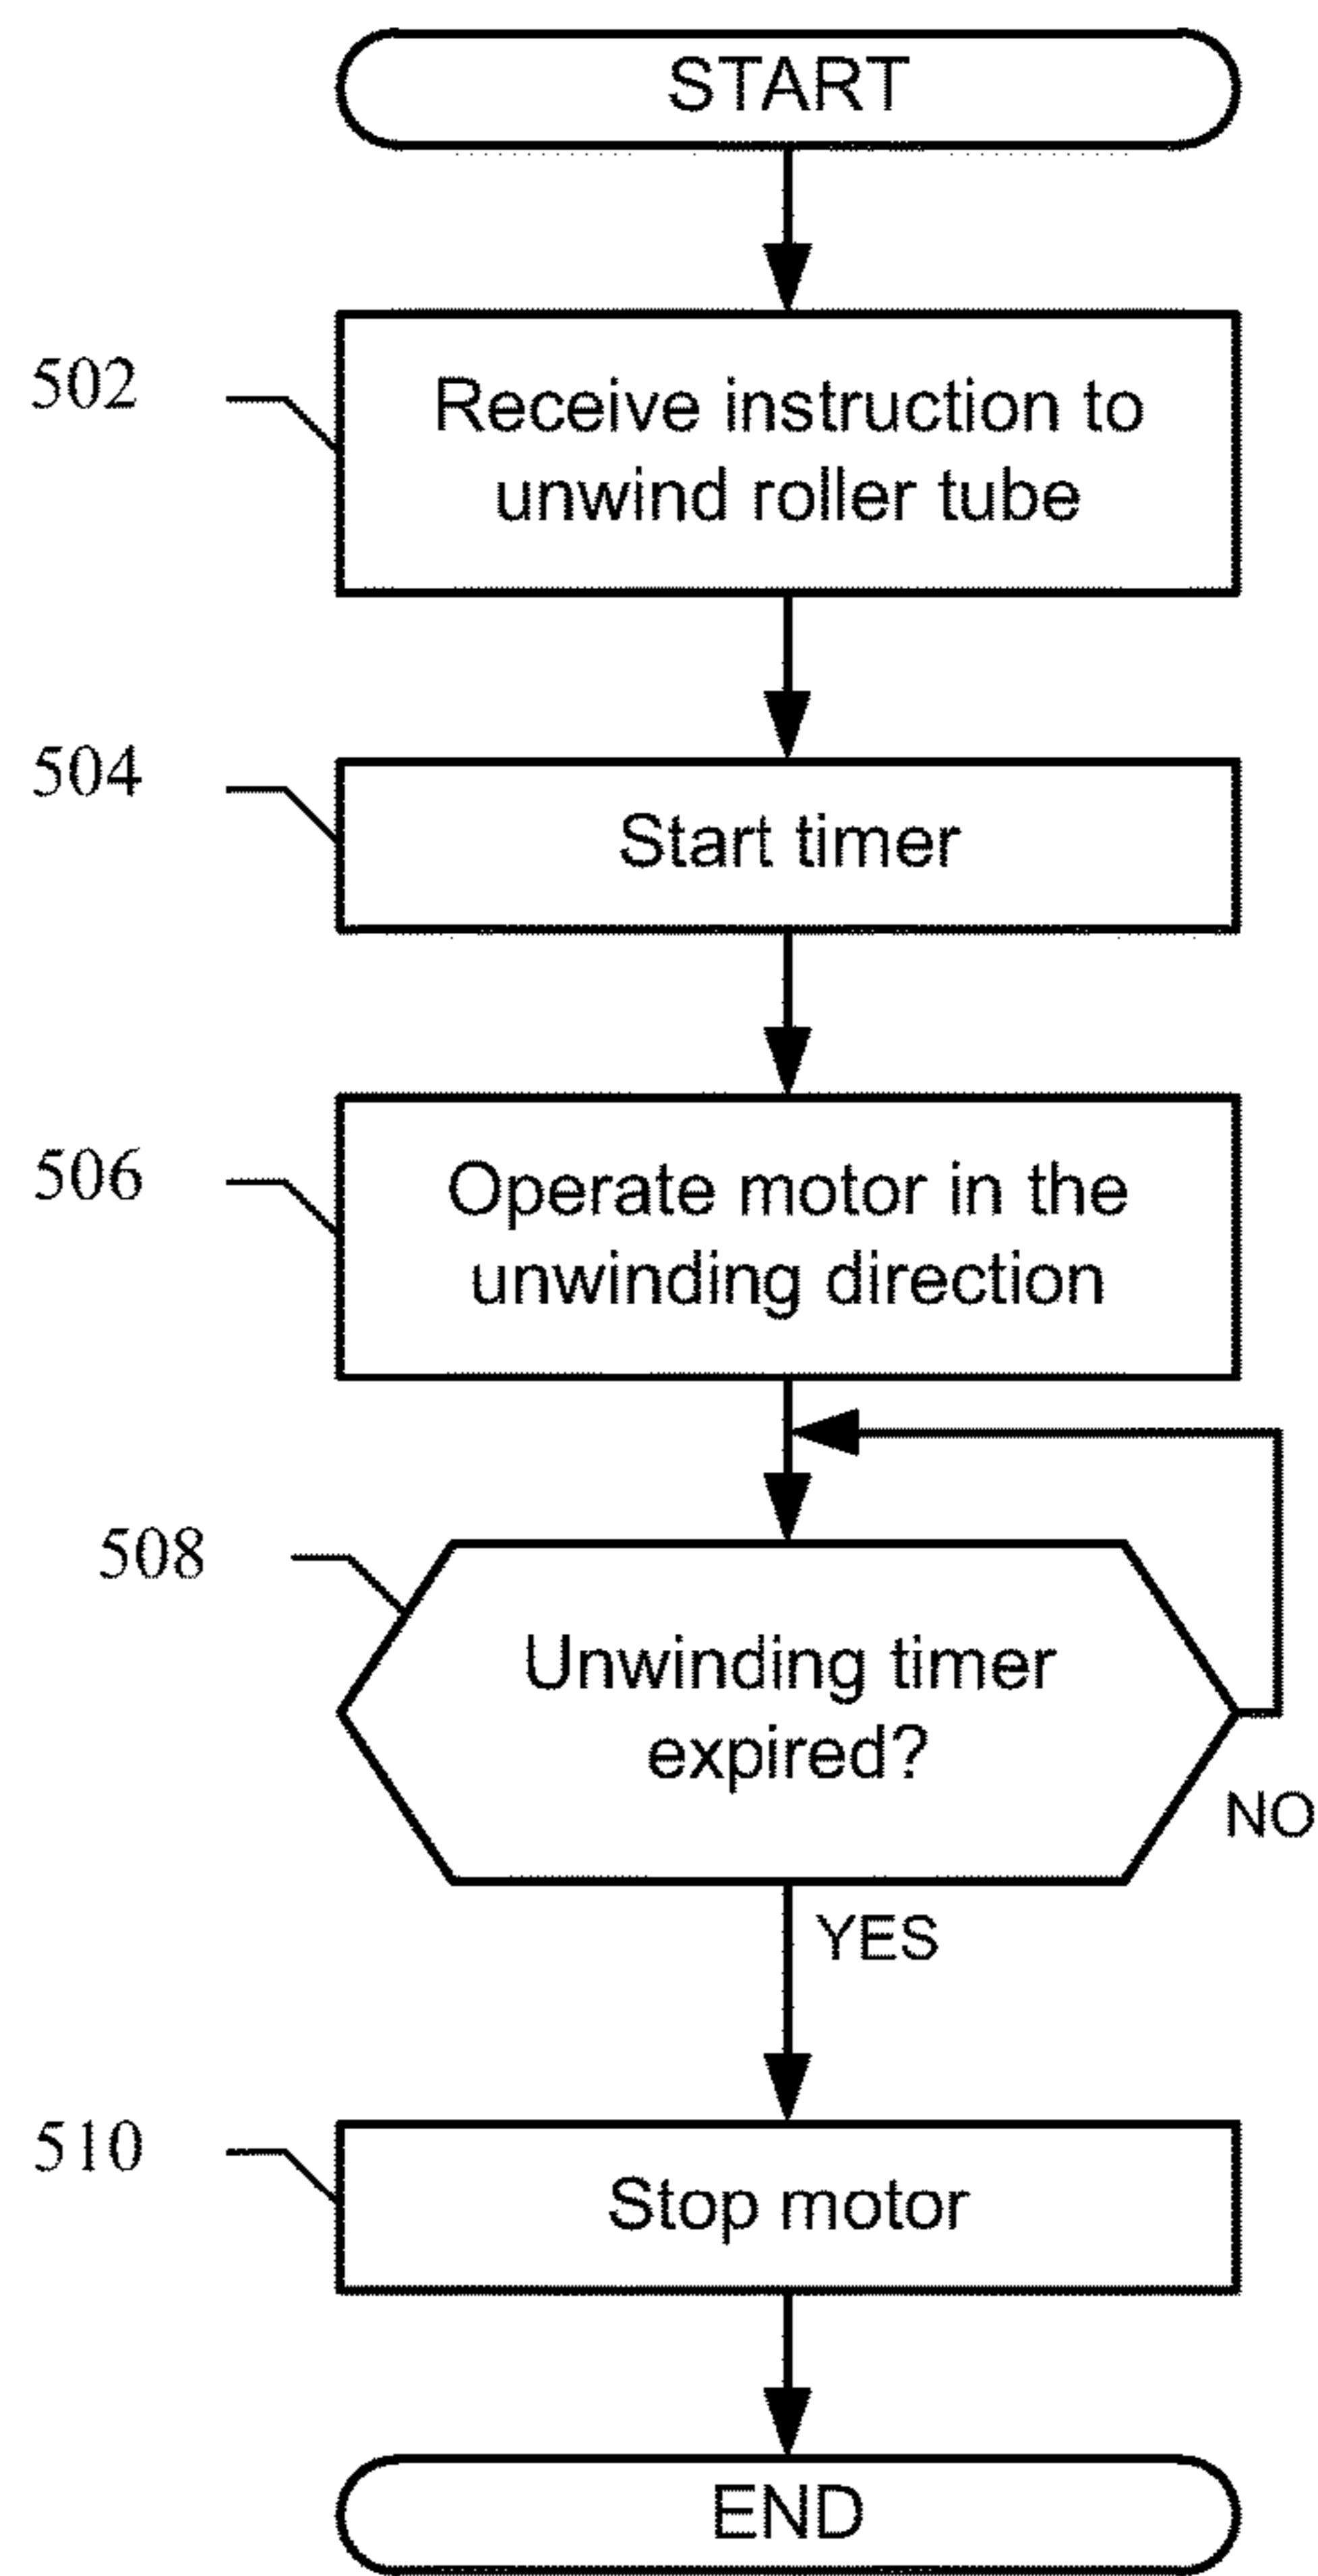 START
502
Receive instruction to
unwind roller tube
504
Start timer
506
Operate motor in the
unwinding direction
508
Unwinding timer
expired?
NO
YES
510
Stop motor
END